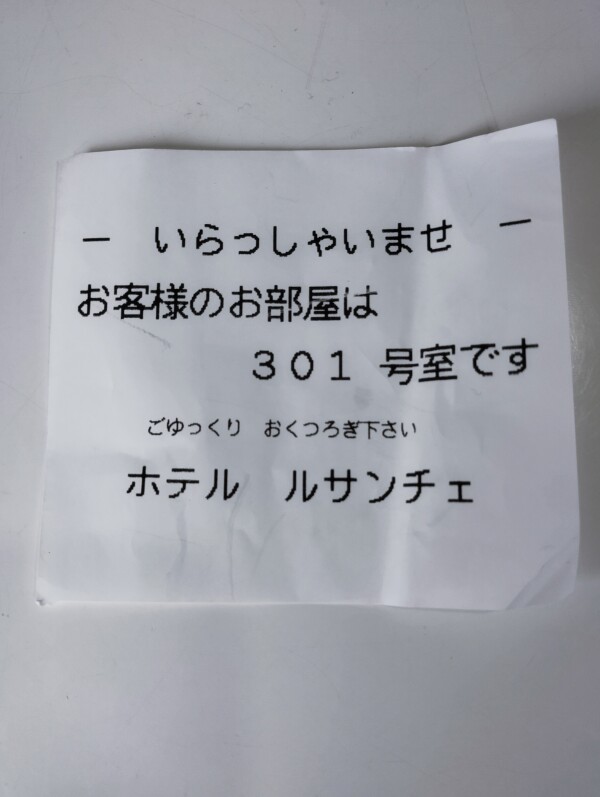 ー いらっしゃいませ ー
お客様のお部屋は
３０１ 号室です
ごゆっくり おくつろぎ下さい
ホテル ルサンチェ